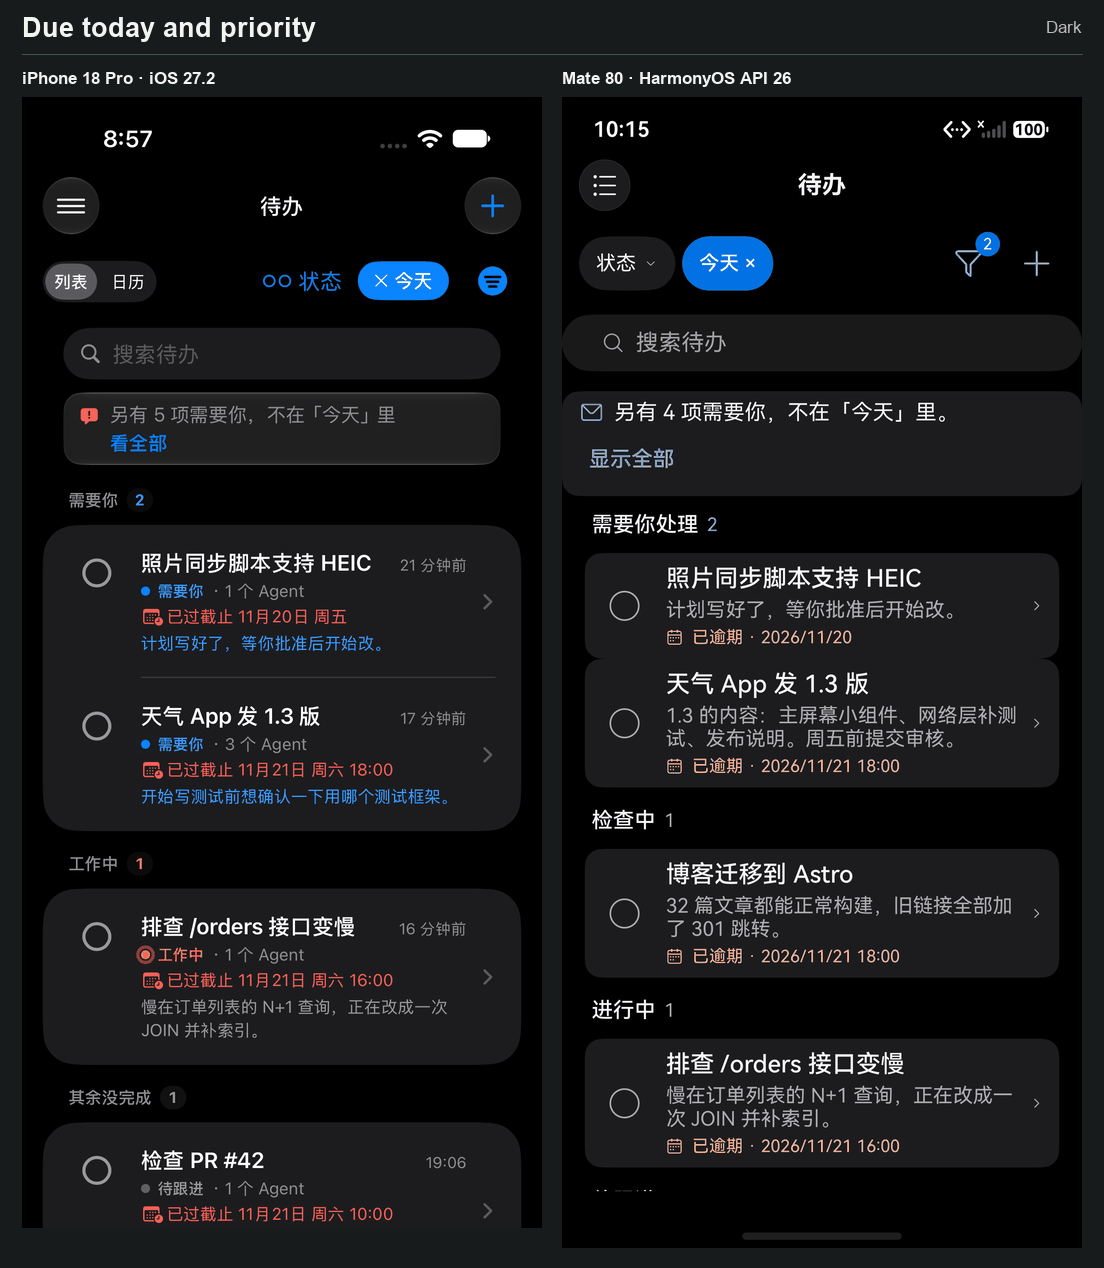 Due today and priority
Dark
iPhone 18 Pro · iOS 27.2
8:57
待办
列表
日历
状态
× 今天
搜索待办
另有 5 项需要你，不在「今天」里
看全部
需要你 2
照片同步脚本支持 HEIC
21 分钟前
需要你 · 1 个 Agent
已过截止 11月20日 周五
计划写好了，等你批准后开始改。
天气 App 发 1.3 版
17 分钟前
需要你 · 3 个 Agent
已过截止 11月21日 周六 18:00
开始写测试前想确认一下用哪个测试框架。
工作中 1
排查 /orders 接口变慢
16 分钟前
工作中 · 1 个 Agent
已过截止 11月21日 周六 16:00
慢在订单列表的 N+1 查询，正在改成一次
JOIN 并补索引。
其余没完成 1
检查 PR #42
19:06
待跟进 · 1 个 Agent
已过截止 11月21日 周六 10:00
Mate 80 · HarmonyOS API 26
10:15
100
待办
状态
今天 ×
2
搜索待办
另有 4 项需要你，不在「今天」里。
显示全部
需要你处理 2
照片同步脚本支持 HEIC
计划写好了，等你批准后开始改。
已逾期 · 2026/11/20
天气 App 发 1.3 版
1.3 的内容：主屏幕小组件、网络层补测
试、发布说明。周五前提交审核。
已逾期 · 2026/11/21 18:00
检查中 1
博客迁移到 Astro
32 篇文章都能正常构建，旧链接全部加
了 301 跳转。
已逾期 · 2026/11/21 18:00
进行中 1
排查 /orders 接口变慢
慢在订单列表的 N+1 查询，正在改成一
次 JOIN 并补索引。
已逾期 · 2026/11/21 16:00